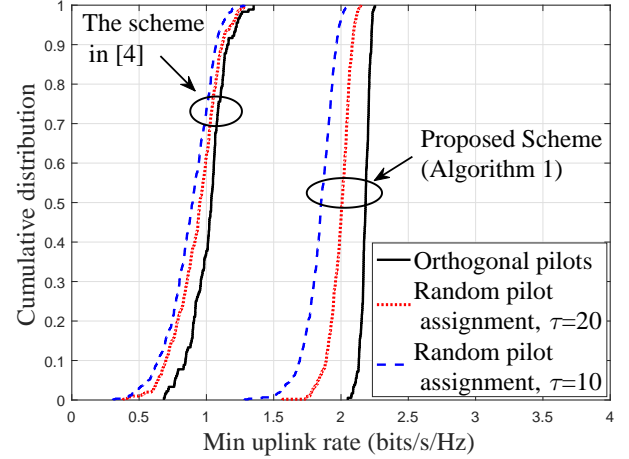 The scheme
in [4]
Proposed Scheme
(Algorithm 1)
Orthogonal pilots
Random pilot
assignment, τ=20
Random pilot
assignment, τ=10
Cumulative distribution
1
0.9
0.8
0.7
0.6
0.5
0.4
0.3
0.2
0.1
0
0 0.5 1 1.5 2 2.5 3 3.5 4
Min uplink rate (bits/s/Hz)